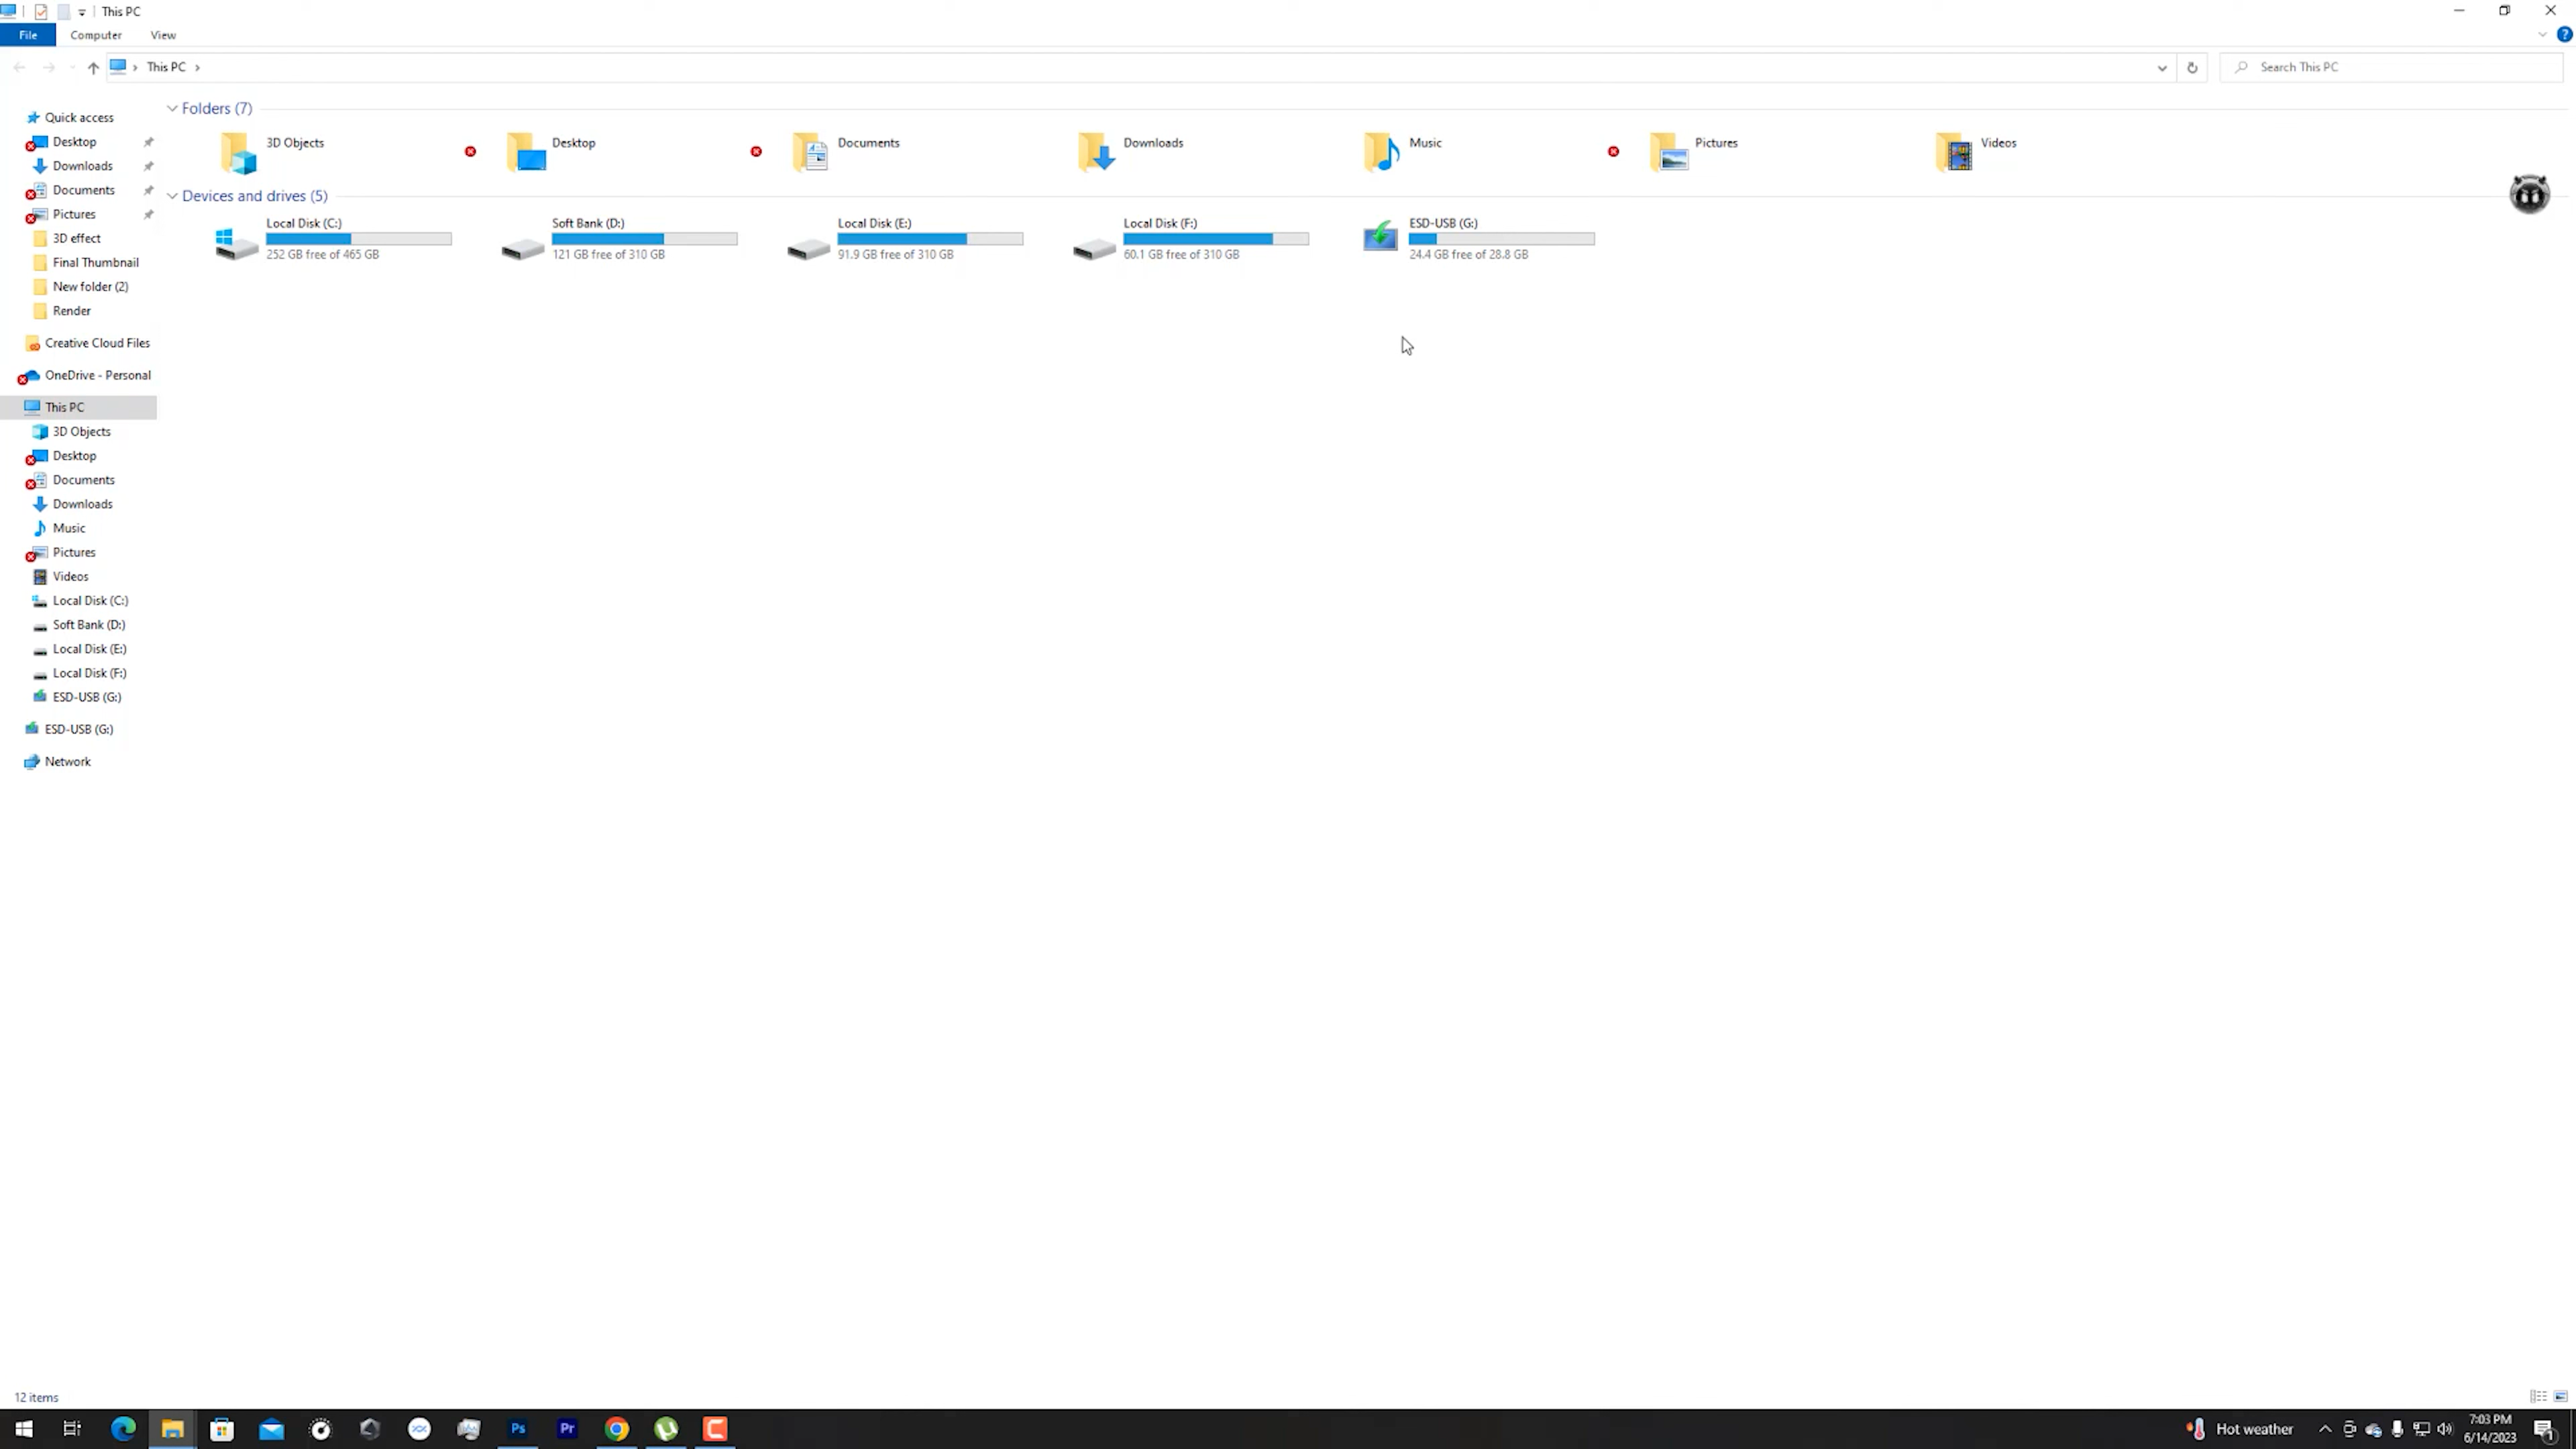 This PC
File Computer View
This PC
Search This PC
Quick access
Desktop
Downloads
Documents
Pictures
3D effect
Final Thumbnail
New folder (2)
Render
Creative Cloud Files
OneDrive - Personal
This PC
3D Objects
Desktop
Documents
Downloads
Music
Pictures
Videos
Local Disk (C:)
Soft Bank (D:)
Local Disk (E:)
Local Disk (F:)
ESD-USB (G:)
ESD-USB (G:)
Network
Folders (7)
3D Objects
Desktop
Documents
Downloads
Music
Pictures
Videos
Devices and drives (5)
Local Disk (C:)
252 GB free of 465 GB
Soft Bank (D:)
121 GB free of 310 GB
Local Disk (E:)
91.9 GB free of 310 GB
Local Disk (F:)
60.1 GB free of 310 GB
ESD-USB (G:)
24.4 GB free of 28.8 GB
12 items
Ps
Pr
Hot weather
7:03 PM
6/14/2023
1